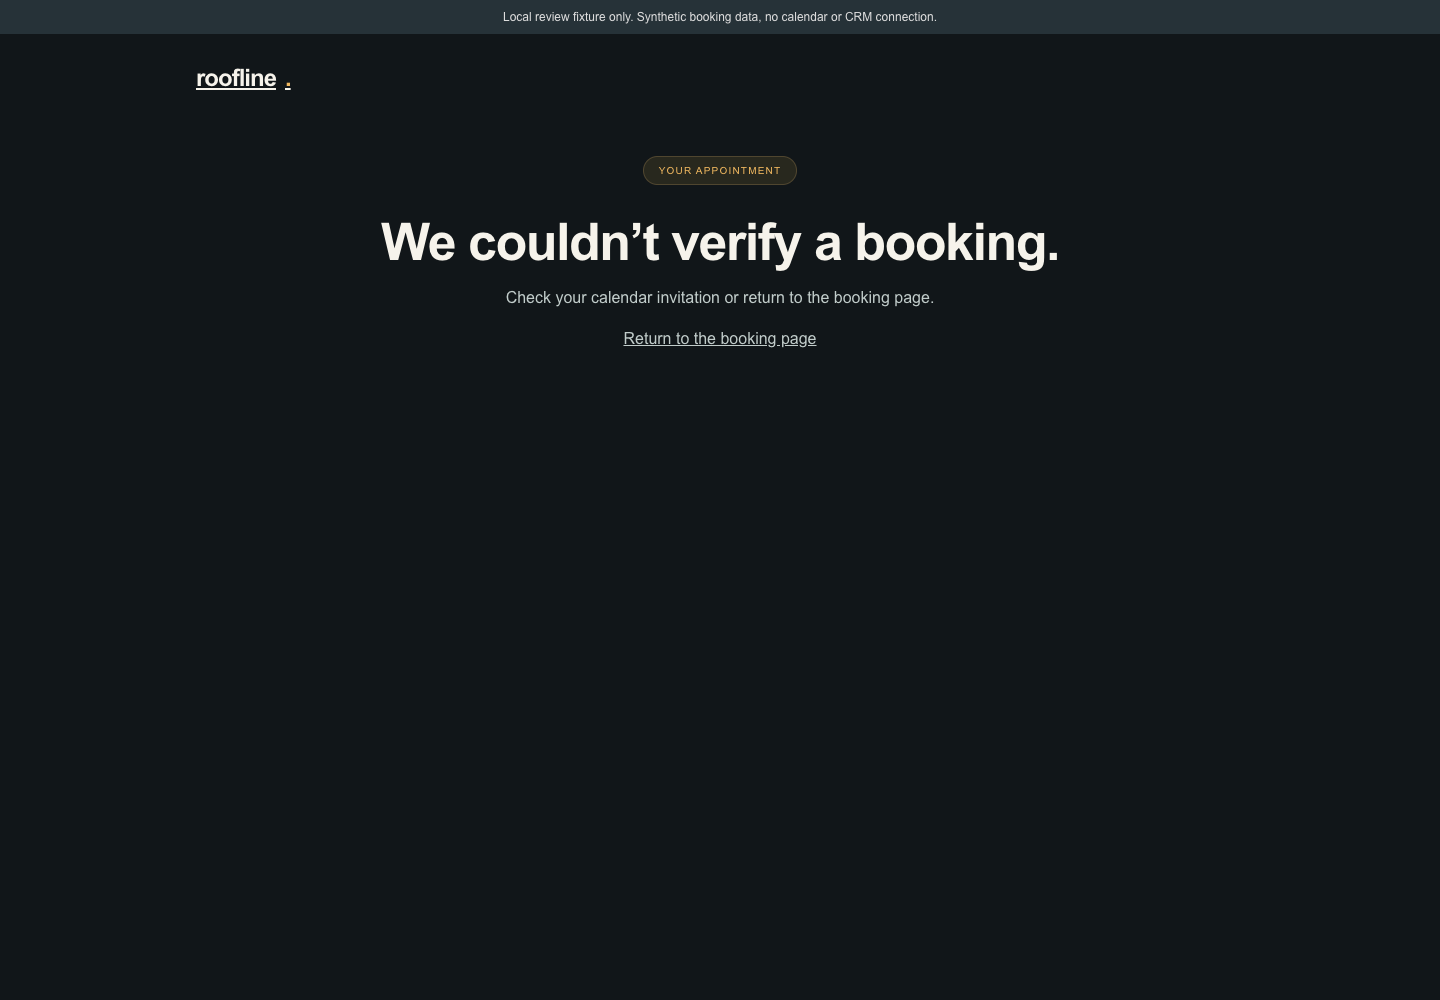 Local review fixture only. Synthetic booking data, no calendar or CRM connection.
roofline .
YOUR APPOINTMENT
We couldn’t verify a booking.
Check your calendar invitation or return to the booking page.
Return to the booking page